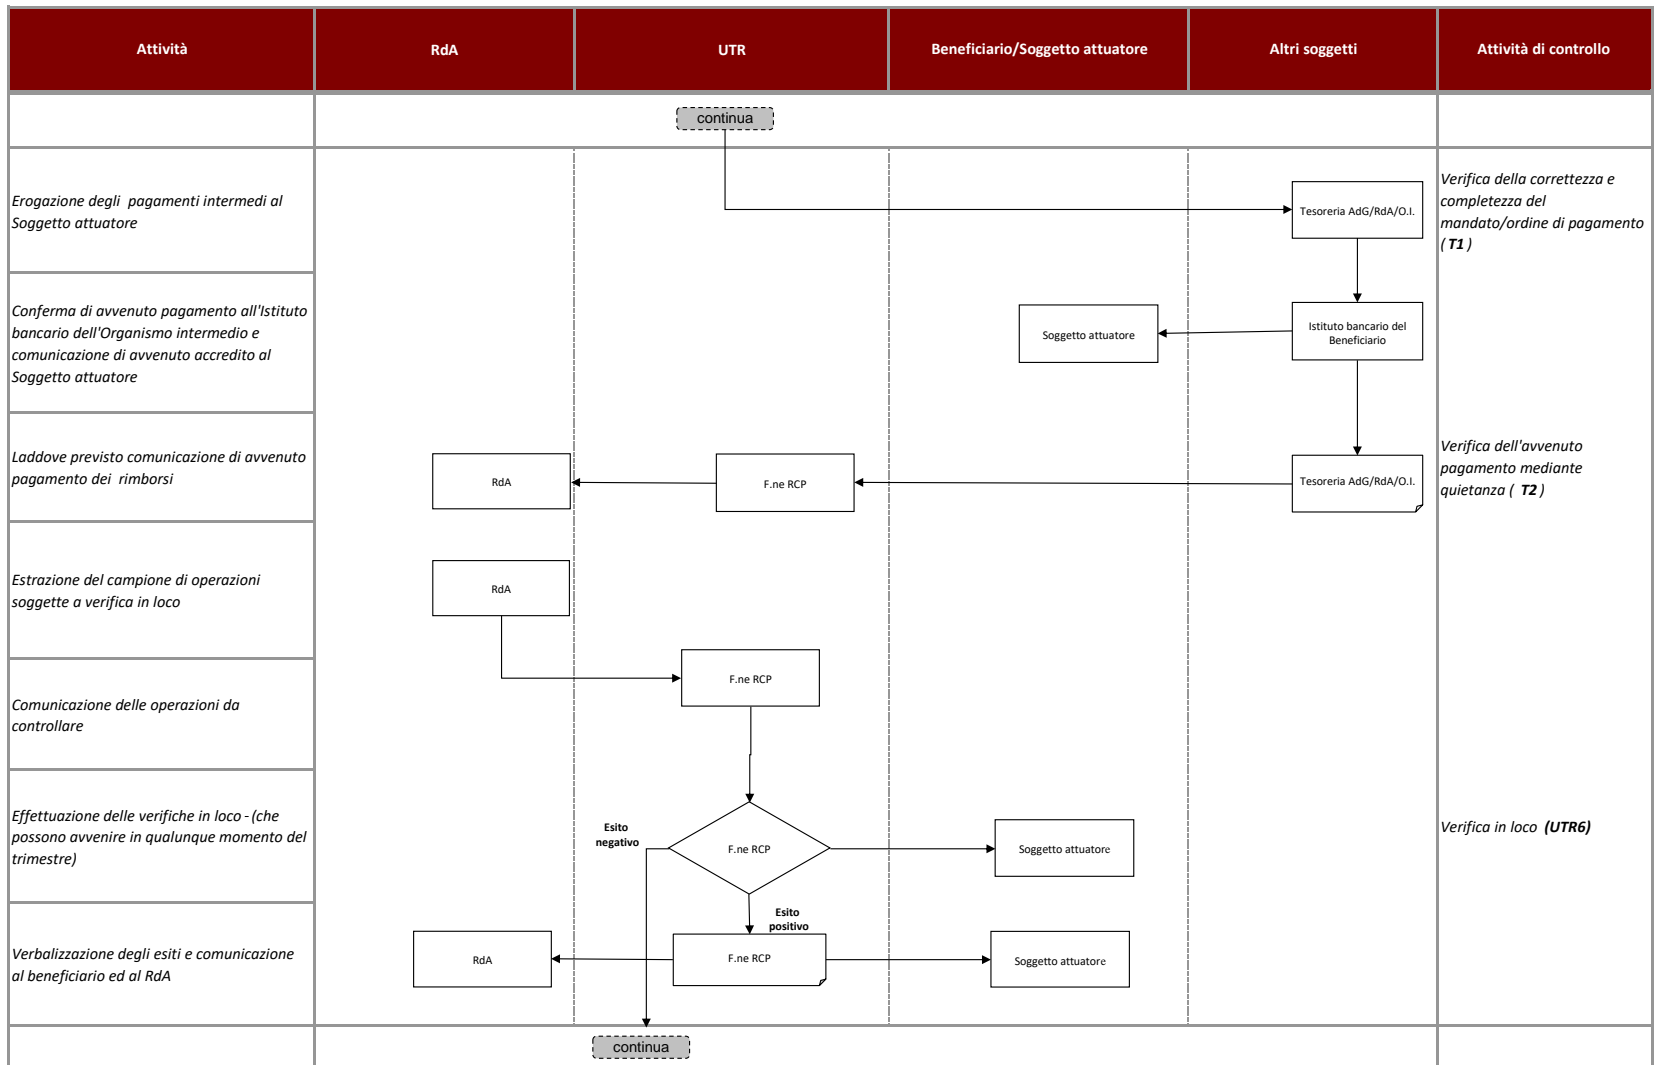 Attività
RdA
UTR
Beneficiario/Soggetto attuatore
Altri soggetti
Attività di controllo
continua
Erogazione degli pagamenti intermedi al
Soggetto attuatore
Tesoreria AdG/RdA/O.I.
Verifica della correttezza e
completezza del
mandato/ordine di pagamento
( T1 )
Conferma di avvenuto pagamento all'Istituto
bancario dell'Organismo intermedio e
comunicazione di avvenuto accredito al
Soggetto attuatore
Soggetto attuatore
Istituto bancario del
Beneficiario
Laddove previsto comunicazione di avvenuto
pagamento dei rimborsi
RdA
F.ne RCP
Tesoreria AdG/RdA/O.I.
Verifica dell'avvenuto
pagamento mediante
quietanza ( T2 )
Estrazione del campione di operazioni
soggette a verifica in loco
RdA
Comunicazione delle operazioni da
controllare
F.ne RCP
Effettuazione delle verifiche in loco - (che
possono avvenire in qualunque momento del
trimestre)
Esito
negativo
F.ne RCP
Soggetto attuatore
Verifica in loco (UTR6)
Esito
positivo
Verbalizzazione degli esiti e comunicazione
al beneficiario ed al RdA
RdA
F.ne RCP
Soggetto attuatore
continua